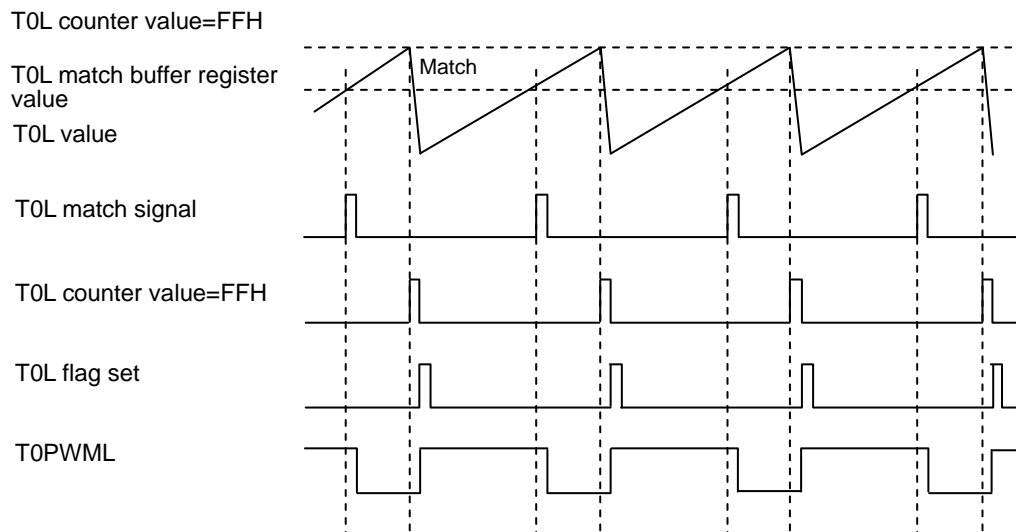 T0L counter value=FFH
Match
T0L match buffer register
value
T0L value
T0L match signal
T0L counter value=FFH
T0L flag set
T0PWML